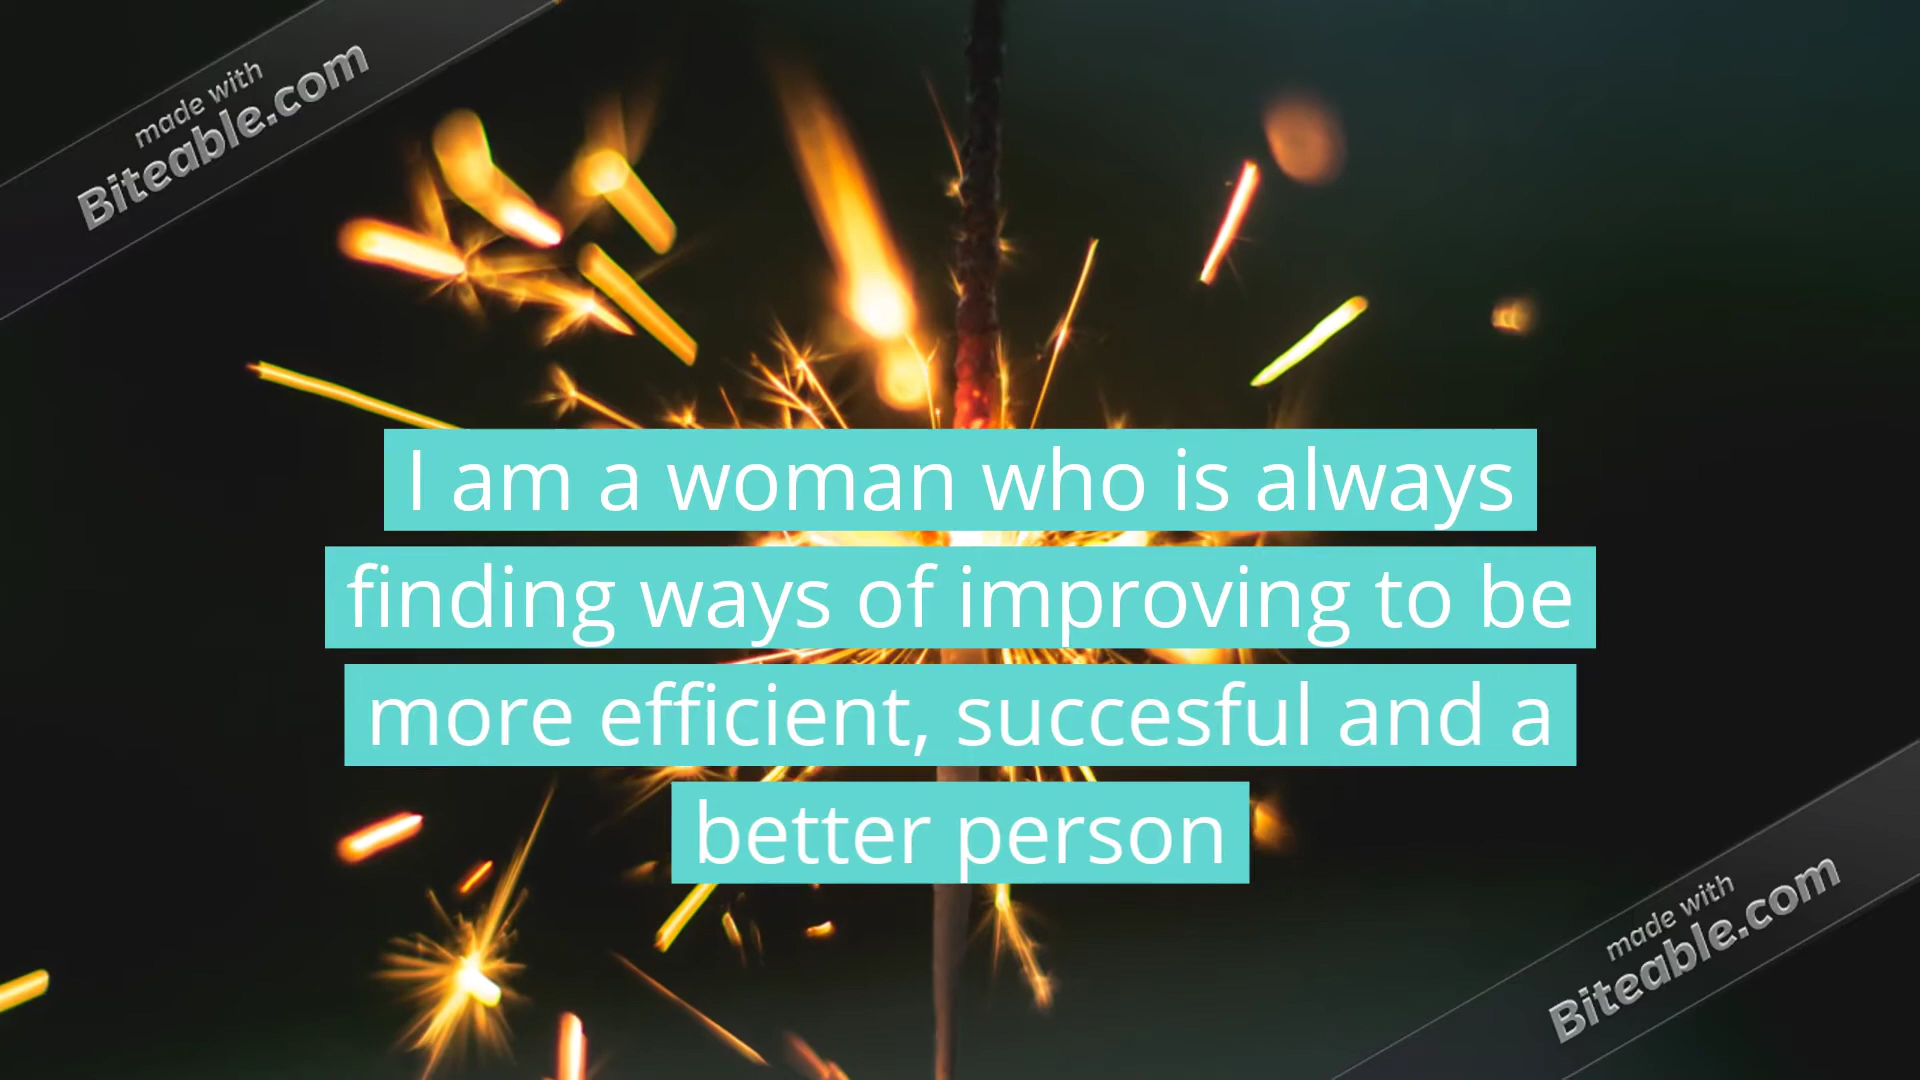 made with
Biteable.com
I am a woman who is always
finding ways of improving to be
more efficient, succesful and a
better person
made with
Biteable.com